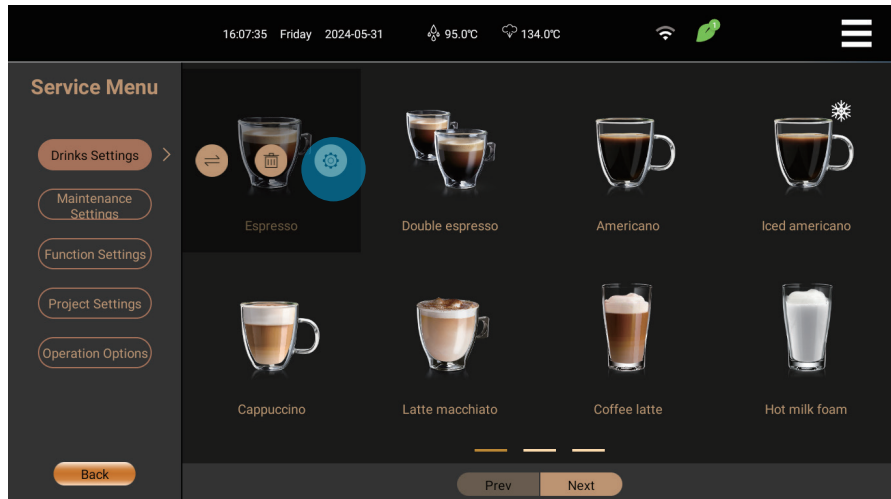 16:07:35 Friday 2024-05-31 95.0℃ 134.0℃
1
Service Menu
Drinks Settings >
Maintenance
Settings
Function Settings
Project Settings
Operation Options
Back
Espresso
Double espresso
Americano
Iced americano
Cappuccino
Latte macchiato
Coffee latte
Hot milk foam
Prev
Next